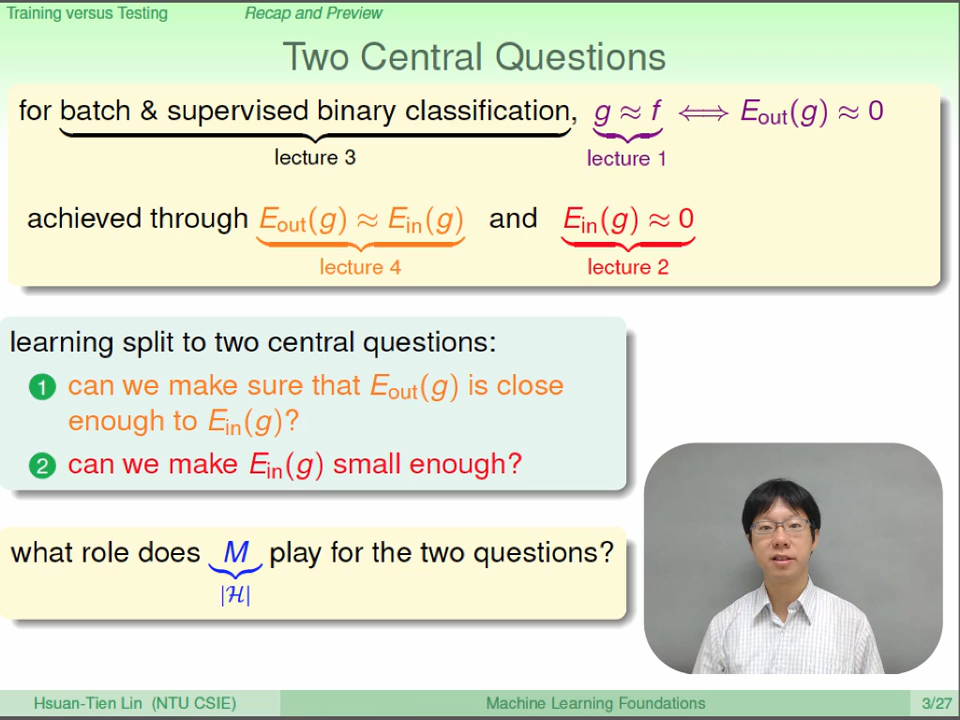 Training versus Testing Recap and Preview
Two Central Questions
for batch & supervised binary classification, g ≈ f ⟺ E_out(g) ≈ 0
lecture 3 lecture 1
achieved through E_out(g) ≈ E_in(g) and E_in(g) ≈ 0
lecture 4 lecture 2
learning split to two central questions:
1 can we make sure that E_out(g) is close
enough to E_in(g)?
2 can we make E_in(g) small enough?
what role does M play for the two questions?
|ℋ|
Hsuan-Tien Lin (NTU CSIE) Machine Learning Foundations 3/27